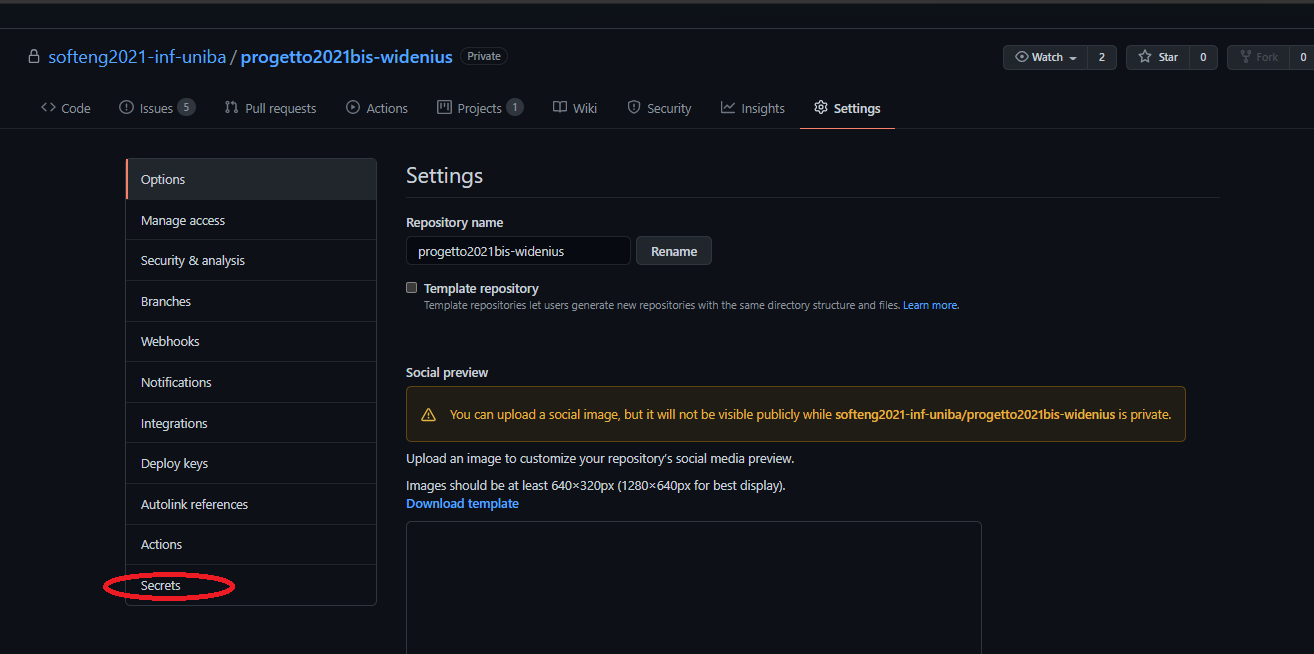 softeng2021-inf-uniba / progetto2021bis-widenius Private Watch 2 Star 0 Fork 0
Code Issues 5 Pull requests Actions Projects 1 Wiki Security Insights Settings
Options
Manage access
Security & analysis
Branches
Webhooks
Notifications
Integrations
Deploy keys
Autolink references
Actions
Secrets
Settings
Repository name
progetto2021bis-widenius Rename
Template repository
Template repositories let users generate new repositories with the same directory structure and files. Learn more.
Social preview
You can upload a social image, but it will not be visible publicly while softeng2021-inf-uniba/progetto2021bis-widenius is private.
Upload an image to customize your repository's social media preview.
Images should be at least 640×320px (1280×640px for best display).
Download template